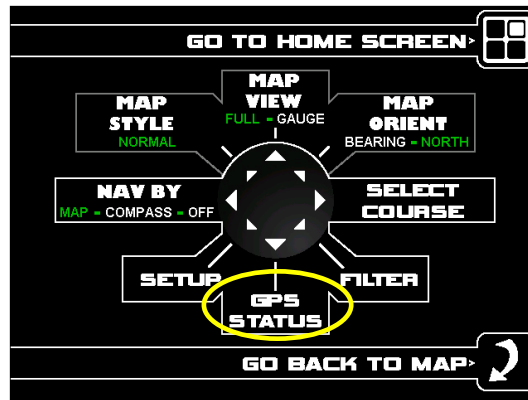 GO TO HOME SCREEN
MAP
VIEW
FULL - GAUGE
MAP
STYLE
NORMAL
MAP
ORIENT
BEARING - NORTH
NAV BY
MAP - COMPASS - OFF
SELECT
COURSE
SETUP
FILTER
GPS
STATUS
GO BACK TO MAP